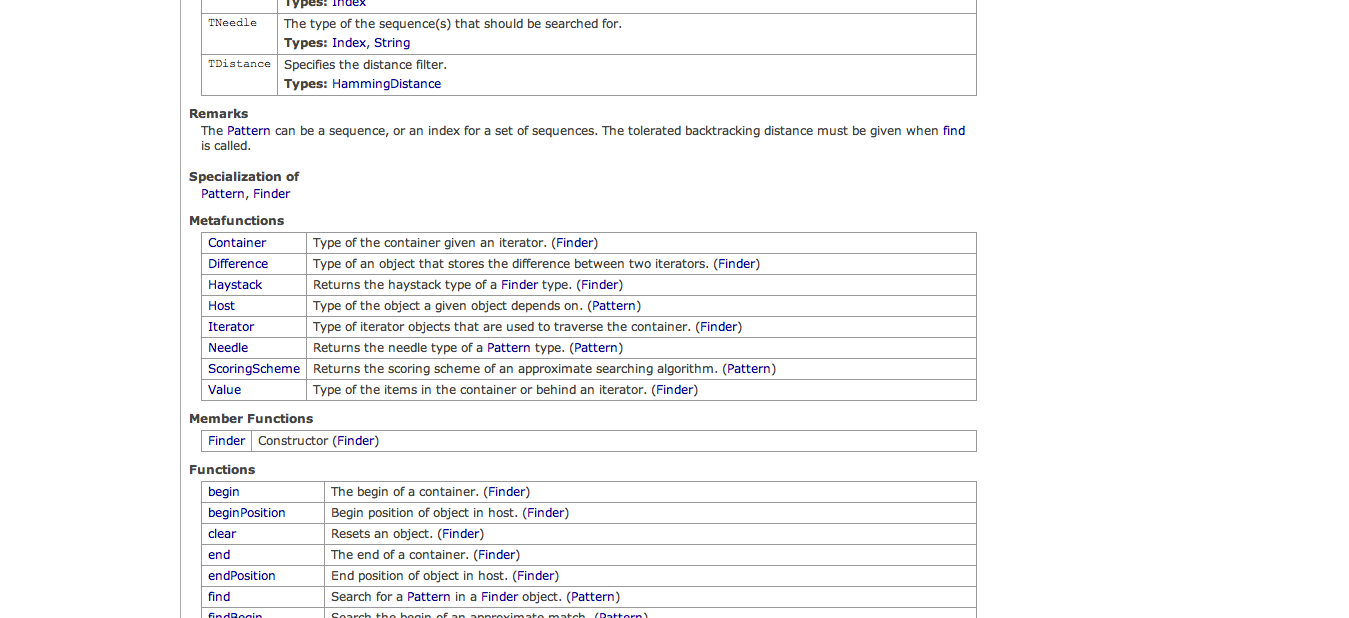 Types: Index
TNeedle The type of the sequence(s) that should be searched for.
Types: Index, String
TDistance Specifies the distance filter.
Types: HammingDistance
Remarks
The Pattern can be a sequence, or an index for a set of sequences. The tolerated backtracking distance must be given when find
is called.
Specialization of
Pattern, Finder
Metafunctions
Container Type of the container given an iterator. (Finder)
Difference Type of an object that stores the difference between two iterators. (Finder)
Haystack Returns the haystack type of a Finder type. (Finder)
Host Type of the object a given object depends on. (Pattern)
Iterator Type of iterator objects that are used to traverse the container. (Finder)
Needle Returns the needle type of a Pattern type. (Pattern)
ScoringScheme Returns the scoring scheme of an approximate searching algorithm. (Pattern)
Value Type of the items in the container or behind an iterator. (Finder)
Member Functions
Finder Constructor (Finder)
Functions
begin The begin of a container. (Finder)
beginPosition Begin position of object in host. (Finder)
clear Resets an object. (Finder)
end The end of a container. (Finder)
endPosition End position of object in host. (Finder)
find Search for a Pattern in a Finder object. (Pattern)
findBegin Search the begin of an approximate match. (Pattern)